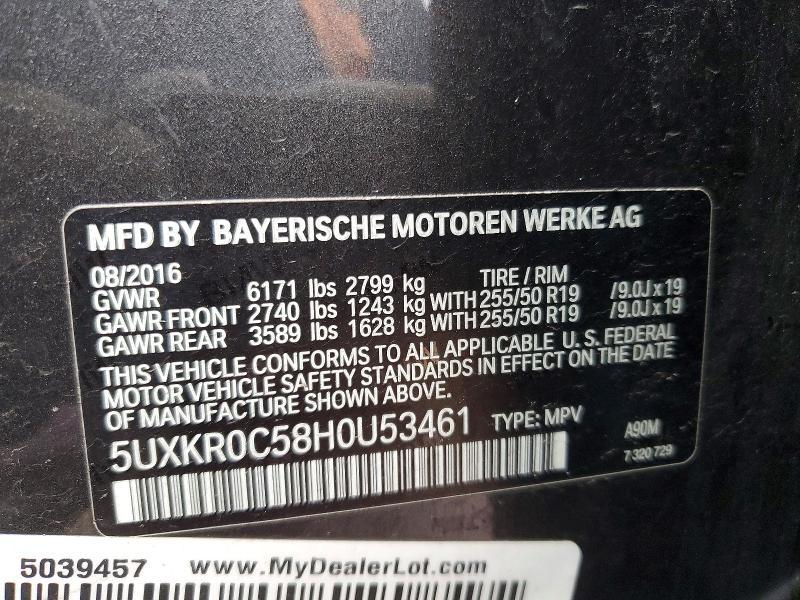 MFD BY BAYERISCHE MOTOREN WERKE AG
08/2016 TIRE / RIM
GVWR 6171 lbs 2799 kg
GAWR FRONT 2740 lbs 1243 kg WITH 255/50 R19 /9.0J x 19
GAWR REAR 3589 lbs 1628 kg WITH 255/50 R19 /9.0J x 19
THIS VEHICLE CONFORMS TO ALL APPLICABLE U.S. FEDERAL
MOTOR VEHICLE SAFETY STANDARDS IN EFFECT ON THE DATE
OF MANUFACTURE SHOWN ABOVE.
5UXKR0C58H0U53461 TYPE: MPV A90M
7 320 729
5039457 www.MyDealerLot.com